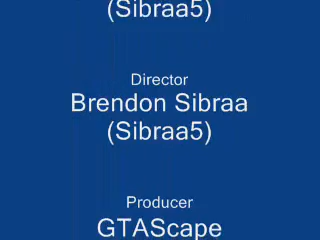 (Sibraa5)
Director
Brendon Sibraa
(Sibraa5)
Producer
GTAScape